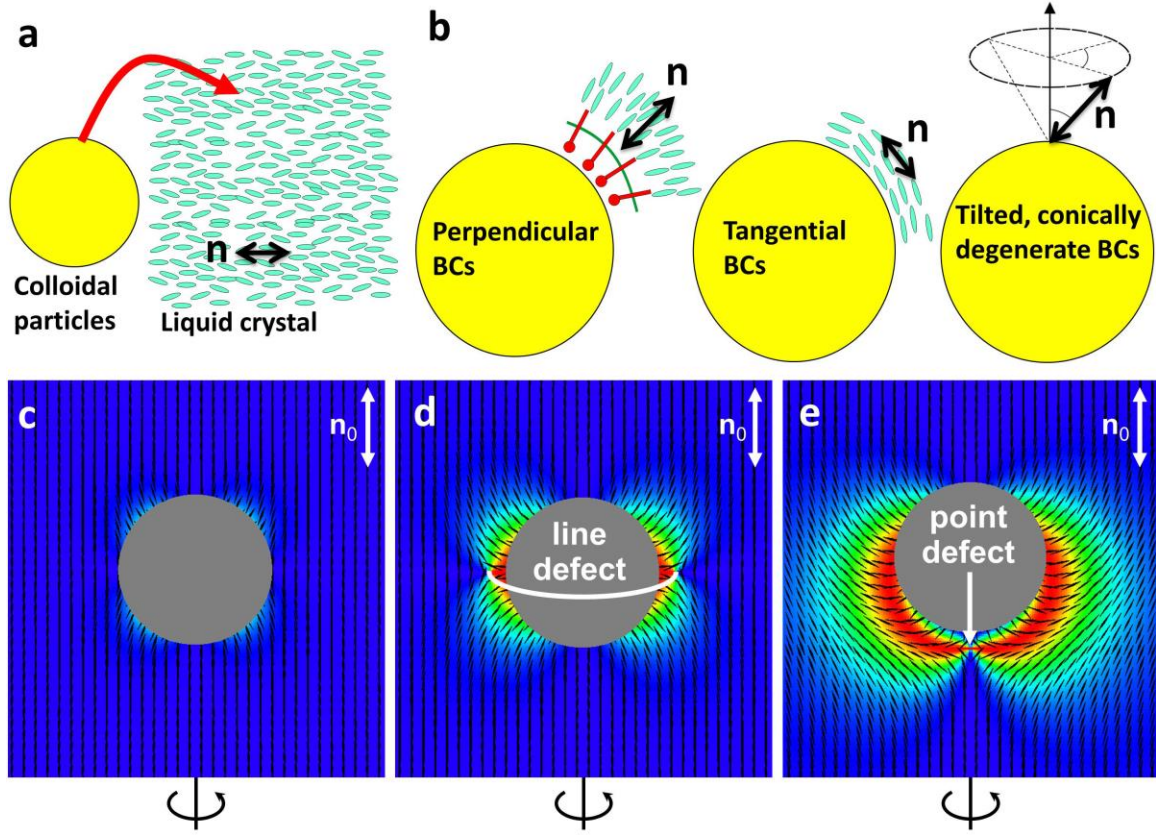 a
n
Colloidal
particles
Liquid crystal
b
n
Perpendicular
BCs
n
Tangential
BCs
n
Tilted, conically
degenerate BCs
c
n₀
d
n₀
line
defect
e
n₀
point
defect